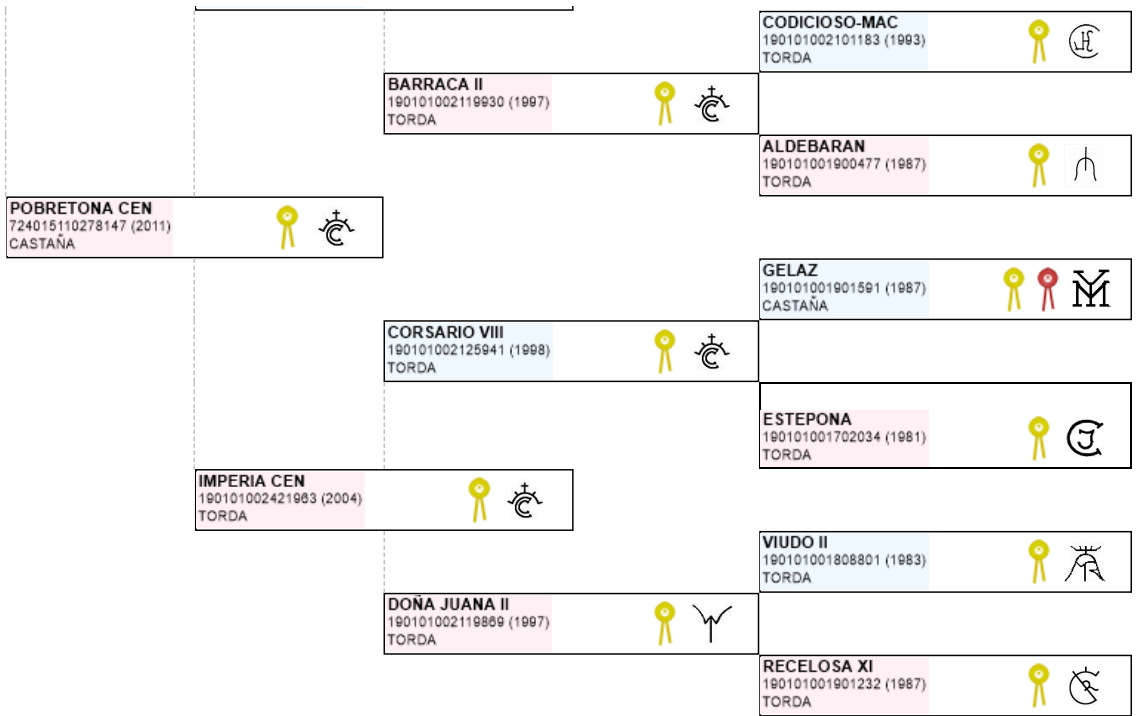 CODICIOSO-MAC
190101002101183 (1993)
TORDA
BARRACA II
190101002119930 (1997)
TORDA
ALDEBARAN
190101001900477 (1987)
TORDA
POBRETONA CEN
724015110278147 (2011)
CASTAÑA
GELAZ
190101001901591 (1987)
CASTAÑA
CORSARIO VIII
190101002125941 (1998)
TORDA
ESTEPONA
190101001702034 (1981)
TORDA
IMPERIA CEN
190101002421963 (2004)
TORDA
VIUDO II
190101001808801 (1983)
TORDA
DOÑA JUANA II
190101002119869 (1997)
TORDA
RECELOSA XI
190101001901232 (1987)
TORDA